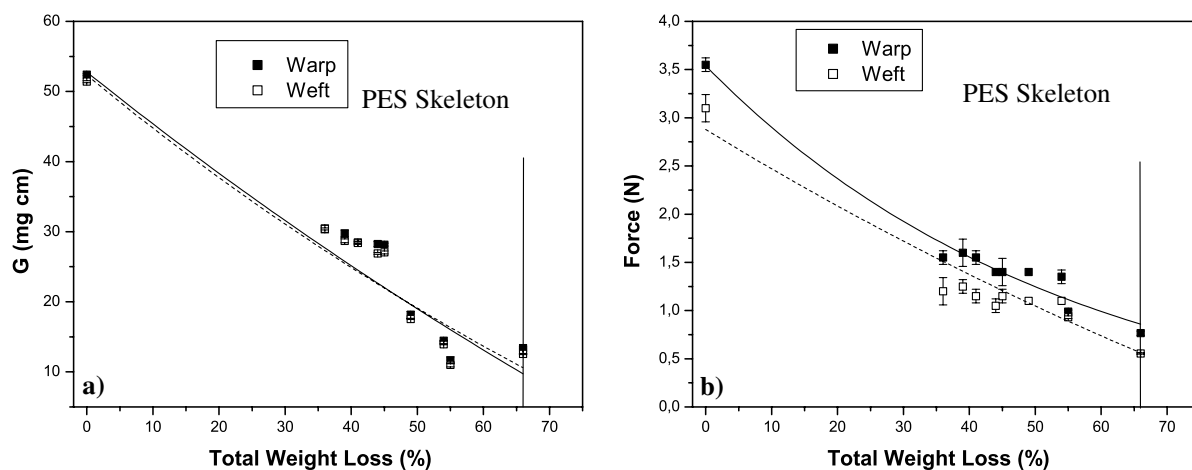 60
50
40
30
20
10
G (mg cm)
Warp
Weft
PES Skeleton
a)
0 10 20 30 40 50 60 70
Total Weight Loss (%)
4,0
3,5
3,0
2,5
2,0
1,5
1,0
0,5
0,0
Force (N)
Warp
Weft
PES Skeleton
b)
0 10 20 30 40 50 60 70
Total Weight Loss (%)